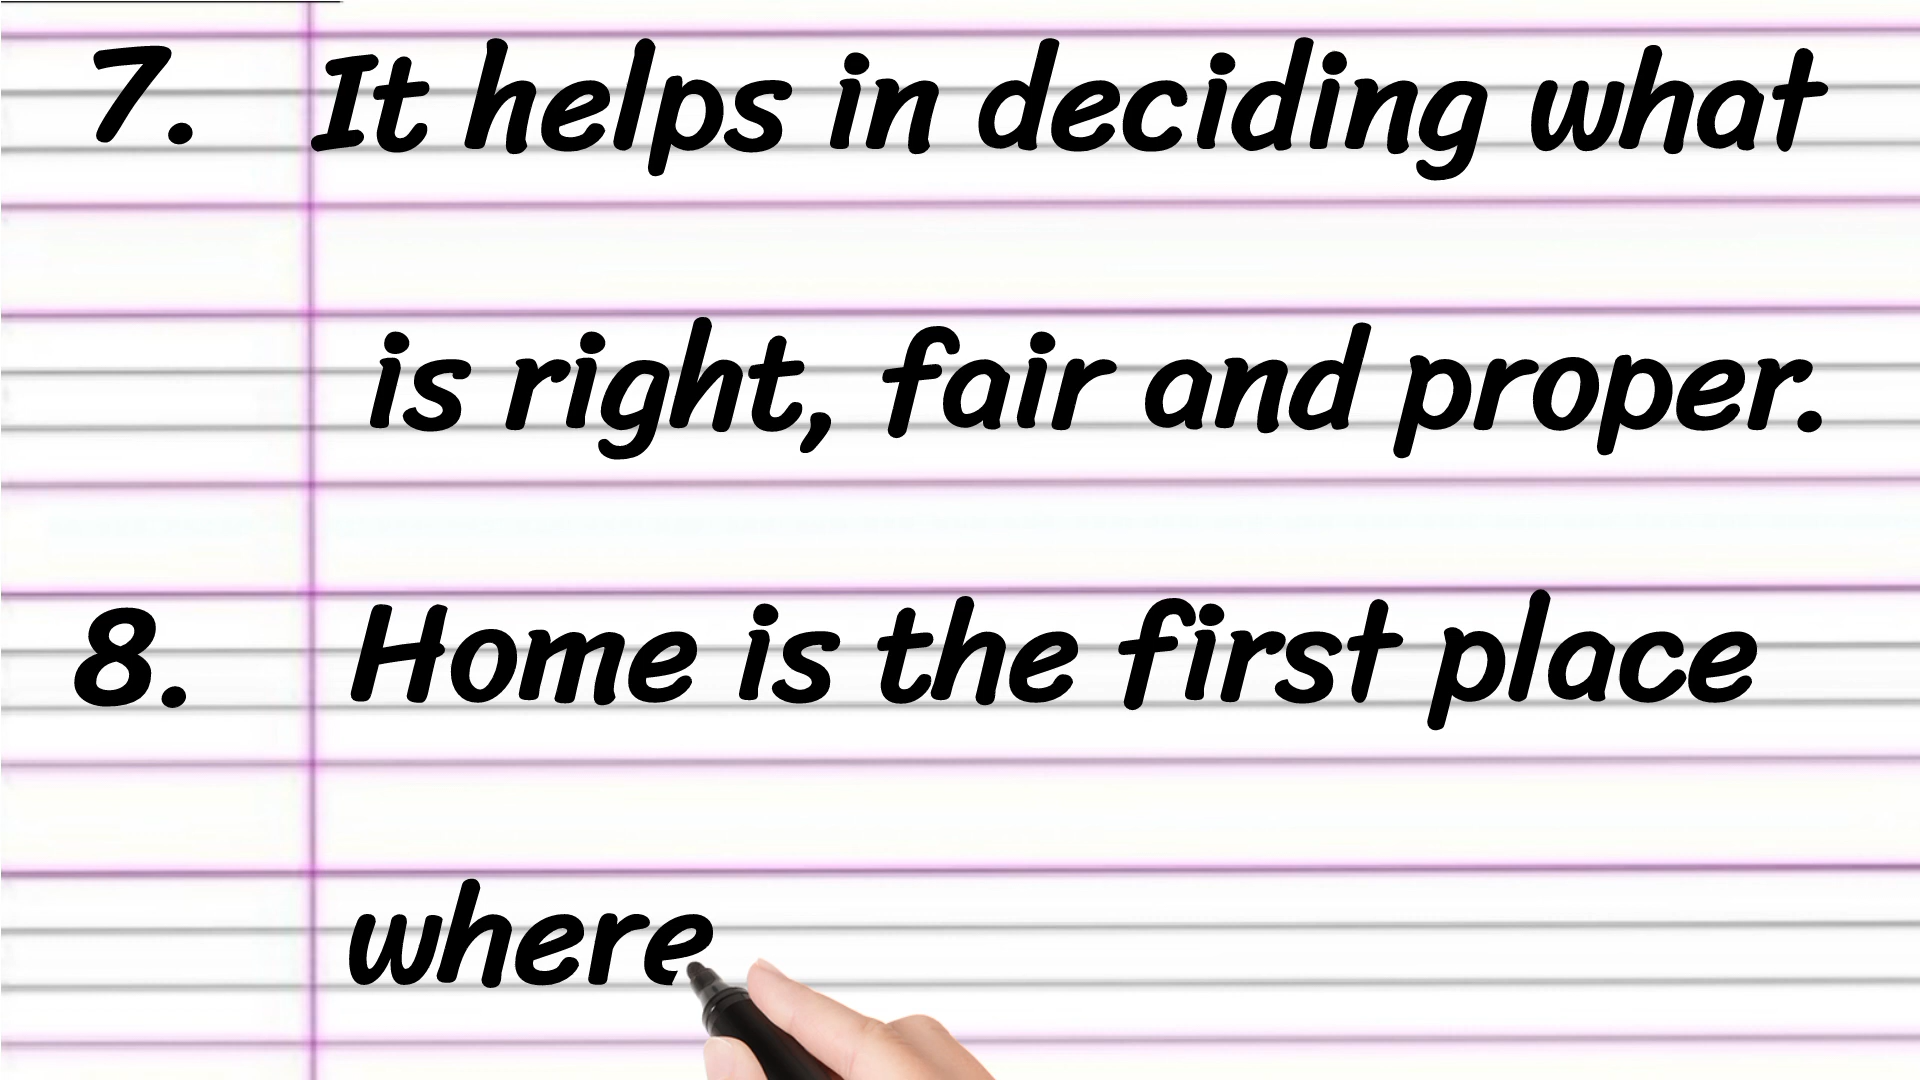 7. It helps in deciding what
is right, fair and proper.
8. Home is the first place
where